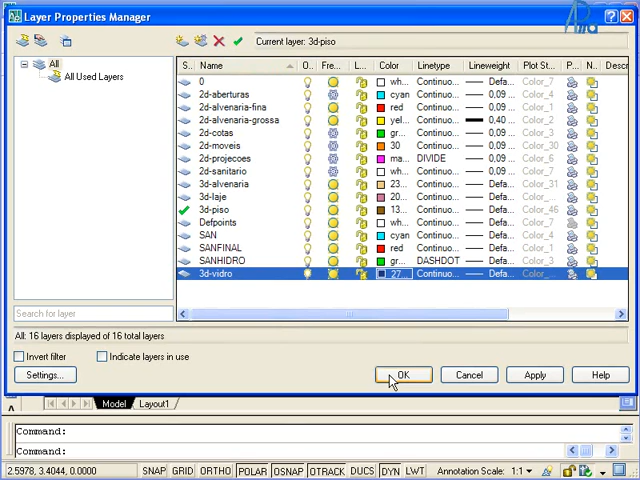 Layer Properties Manager
Current layer: 3d-piso
All
All Used Layers
S.. Name O. Fre... L... Color Linetype Lineweight Plot St... P... N.. Descr
0 wh... Continuo... Defa... Color_7
2d-aberturas cyan Continuo... 0,09 ... Color_4
2d-alvenaria-fina red Continuo... 0,09 ... Color_1
2d-alvenaria-grossa yel... Continuo... 0,40 ... Color_2
2d-cotas gr... Continuo... 0,09 ... Color_3
2d-moveis 30 Continuo... 0,09 ... Color_30
2d-projecoes ma... DIVIDE 0,09 ... Color_6
2d-sanitario wh... Continuo... 0,09 ... Color_7
3d-alvenaria 23... Continuo... Defa... Color_31
3d-laje 20... Continuo... Defa...
3d-piso 13... Continuo... Defa... Color_46
Defpoints wh... Continuo... Defa... Color_7
SAN cyan Continuo... Defa... Color_4
SANFINAL red Continuo... Defa... Color_1
SANHIDRO gr... DASHDOT Defa... Color_3
3d-vidro 27... Continuo... Defa...
Search for layer
All: 16 layers displayed of 16 total layers
Invert filter Indicate layers in use
Settings... OK Cancel Apply Help
Model Layout1
Command:
Command:
2.5978, 3.4044, 0.0000 SNAP GRID ORTHO POLAR OSNAP OTRACK DUCS DYN LWT Annotation Scale: 1:1